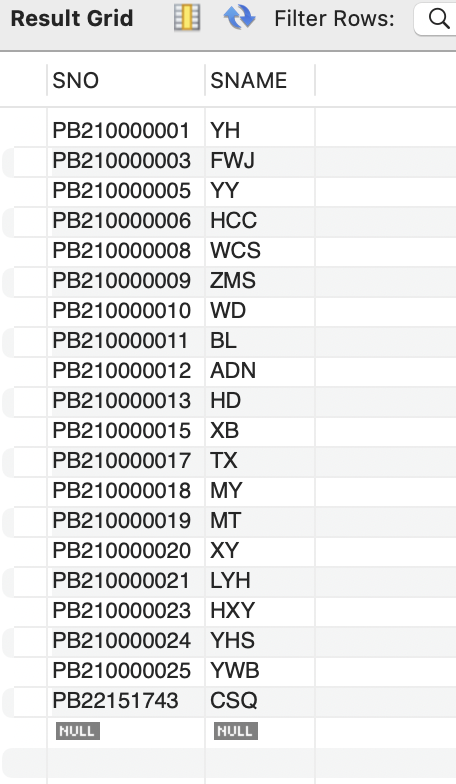 Result Grid Filter Rows:
SNO SNAME
PB210000001 YH
PB210000003 FWJ
PB210000005 YY
PB210000006 HCC
PB210000008 WCS
PB210000009 ZMS
PB210000010 WD
PB210000011 BL
PB210000012 ADN
PB210000013 HD
PB210000015 XB
PB210000017 TX
PB210000018 MY
PB210000019 MT
PB210000020 XY
PB210000021 LYH
PB210000023 HXY
PB210000024 YHS
PB210000025 YWB
PB22151743 CSQ
NULL NULL